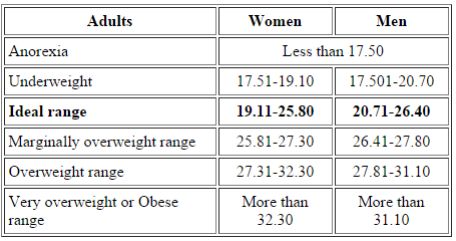 Adults Women Men
Anorexia Less than 17.50
Underweight 17.51-19.10 17.501-20.70
Ideal range 19.11-25.80 20.71-26.40
Marginally overweight range 25.81-27.30 26.41-27.80
Overweight range 27.31-32.30 27.81-31.10
Very overweight or Obese More than More than
range 32.30 31.10